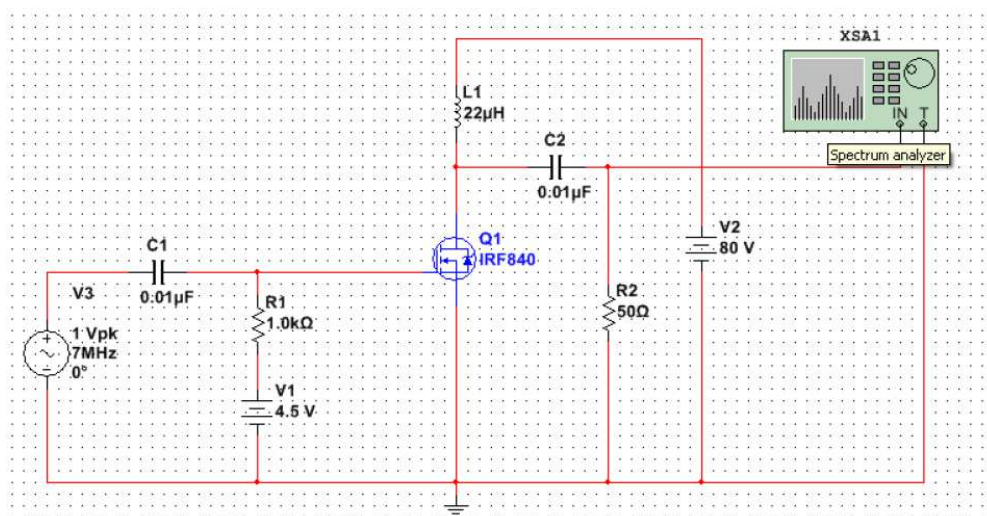 XSA1
IN T
Spectrum analyzer
L1
22µH
C2
0.01µF
V2
80 V
Q1
IRF840
C1
0.01µF
V3
R1
1.0kΩ
R2
50Ω
1 Vpk
7MHz
0°
V1
4.5 V